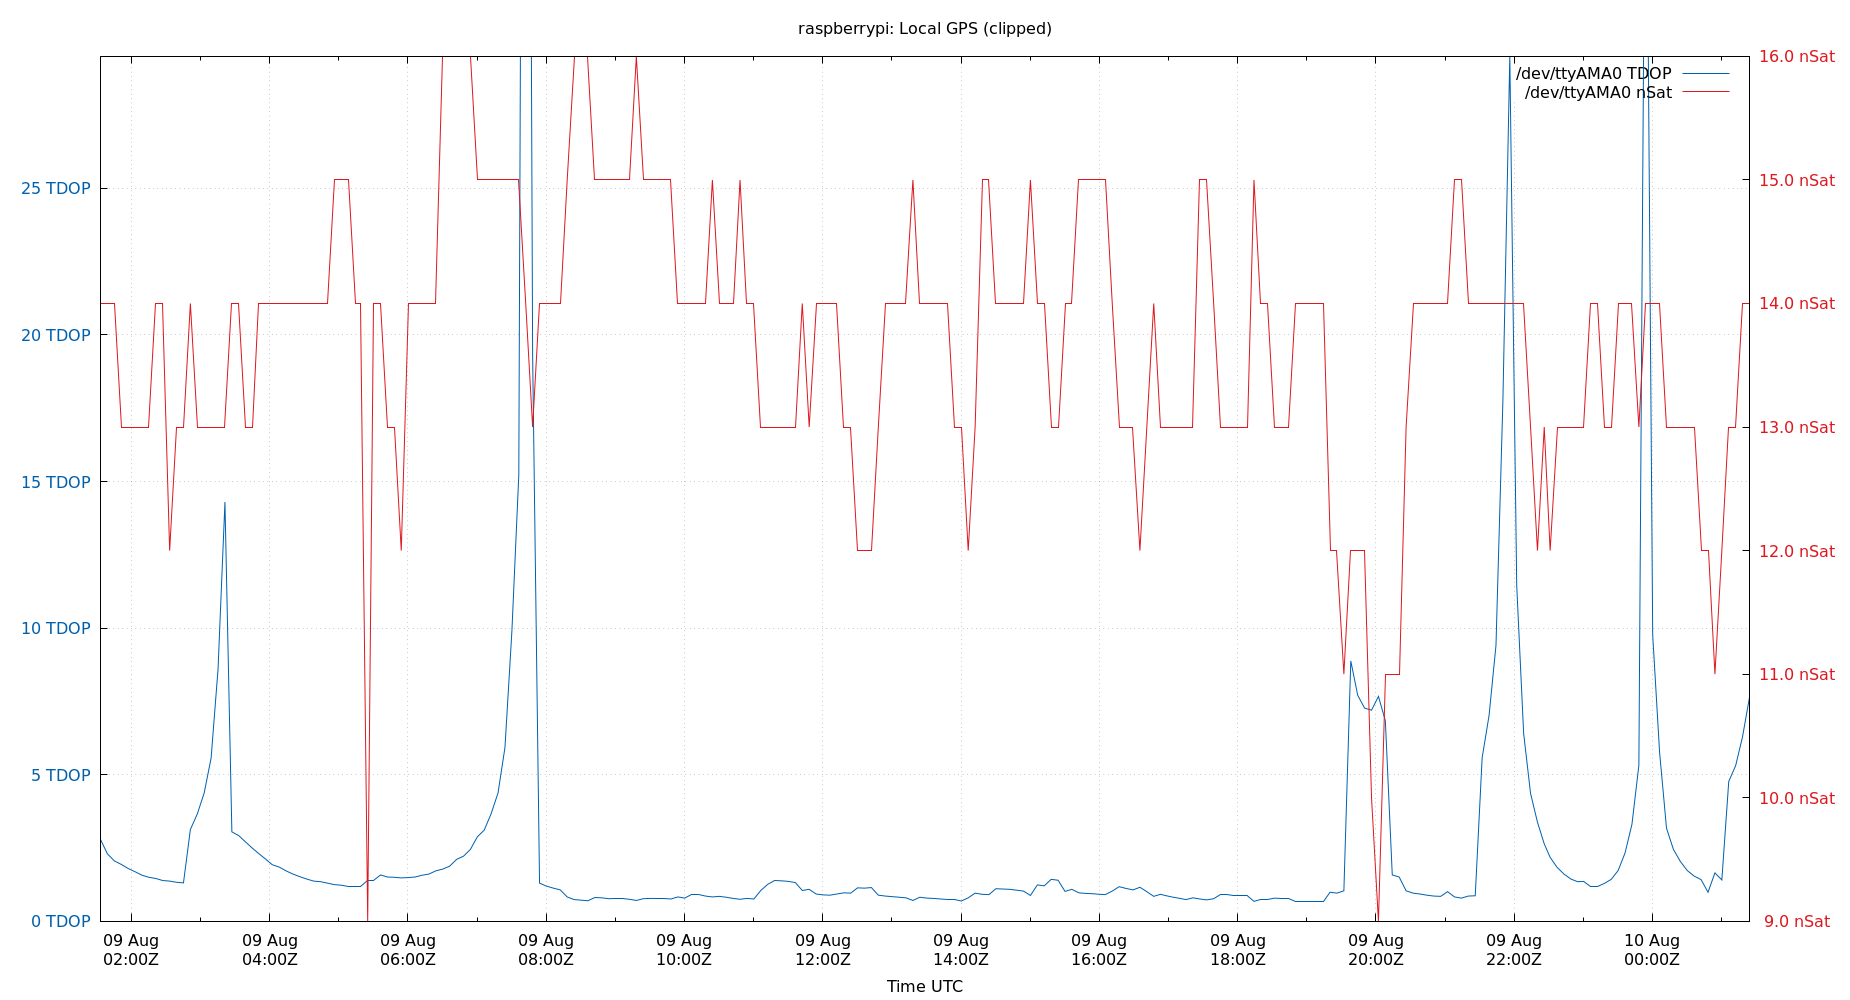 raspberrypi: Local GPS (clipped)
16.0 nSat
/dev/ttyAMA0 TDOP
/dev/ttyAMA0 nSat
25 TDOP
15.0 nSat
14.0 nSat
20 TDOP
13.0 nSat
15 TDOP
12.0 nSat
10 TDOP
11.0 nSat
5 TDOP
10.0 nSat
0 TDOP
9.0 nSat
09 Aug 09 Aug 09 Aug 09 Aug 09 Aug 09 Aug 09 Aug 09 Aug 09 Aug 09 Aug 09 Aug 10 Aug
02:00Z 04:00Z 06:00Z 08:00Z 10:00Z 12:00Z 14:00Z 16:00Z 18:00Z 20:00Z 22:00Z 00:00Z
Time UTC